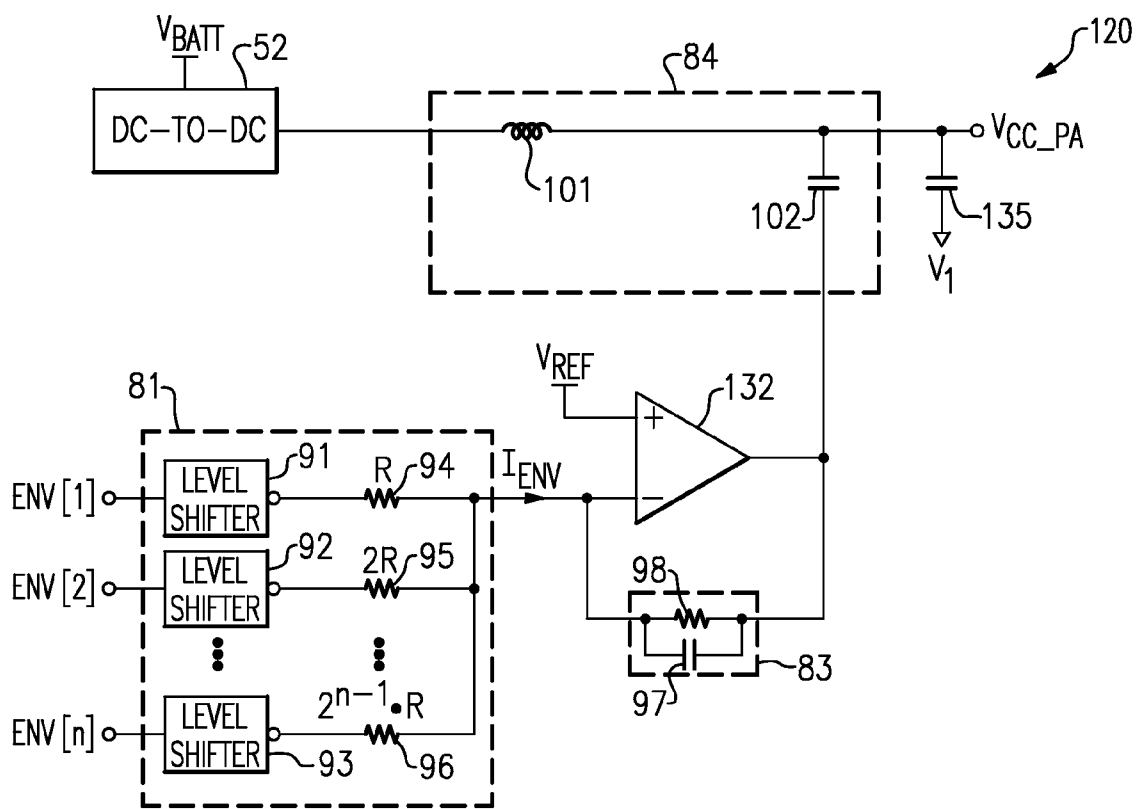 120
V_BATT
52
84
DC-TO-DC
V_CC_PA
101
102
135
V_1
V_REF
132
81
91
R 94
I_ENV
+
ENV[1]
LEVEL
SHIFTER
−
92
2R 95
98
ENV[2]
LEVEL
SHIFTER
97
83
2^{n-1}•R
ENV[n]
LEVEL
SHIFTER
93
96